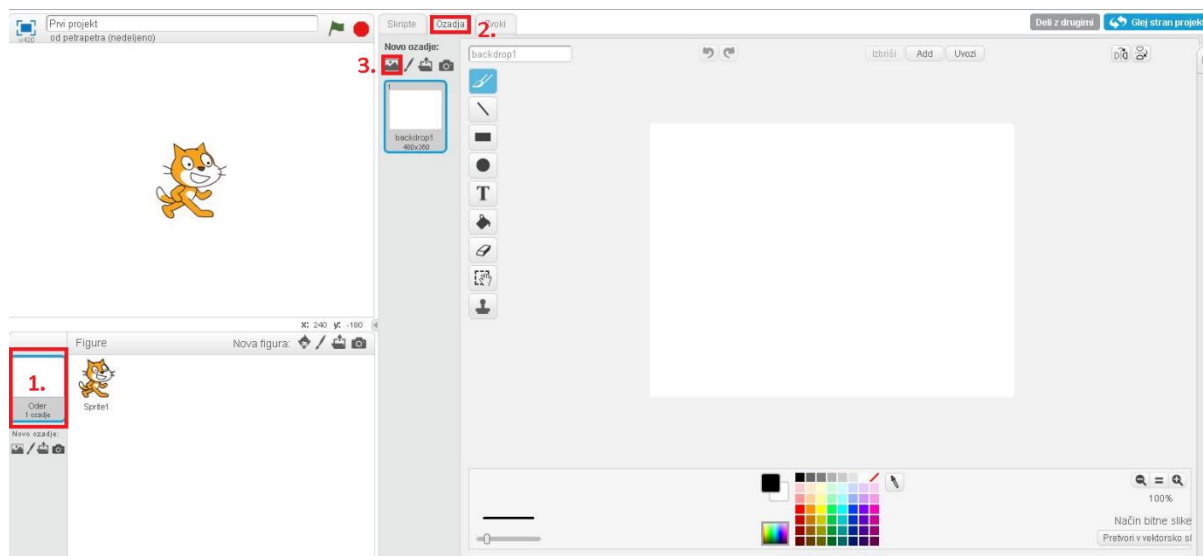 Prvi projekt
v420
od petrapetra (nedeljeno)
Skripte
Ozadja
2.
Zvoki
Deli z drugimi
Glej stran projekt
Novo ozadje:
3.
1
backdrop1
480x360
backdrop1
Izbriši
Add
Uvozi
T
x: 240 y: -180
Figure
Nova figura:
1.
Oder
1 ozadje
Sprite1
Novo ozadje:
100%
Način bitne slike
Pretvori v vektorsko sl